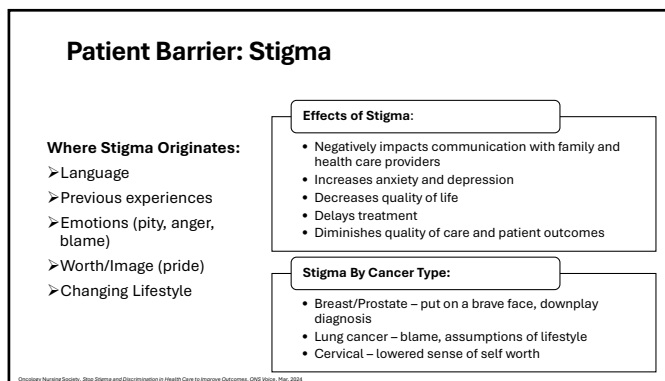 Patient Barrier: Stigma
Where Stigma Originates:
➢Language
➢Previous experiences
➢Emotions (pity, anger,
blame)
➢Worth/Image (pride)
➢Changing Lifestyle
Effects of Stigma:
• Negatively impacts communication with family and
health care providers
• Increases anxiety and depression
• Decreases quality of life
• Delays treatment
• Diminishes quality of care and patient outcomes
Stigma By Cancer Type:
• Breast/Prostate – put on a brave face, downplay
diagnosis
• Lung cancer – blame, assumptions of lifestyle
• Cervical – lowered sense of self worth
Oncology Nursing Society, Stop Stigma and Discrimination in Health Care to Improve Outcomes, ONS Voice, Mar. 2024